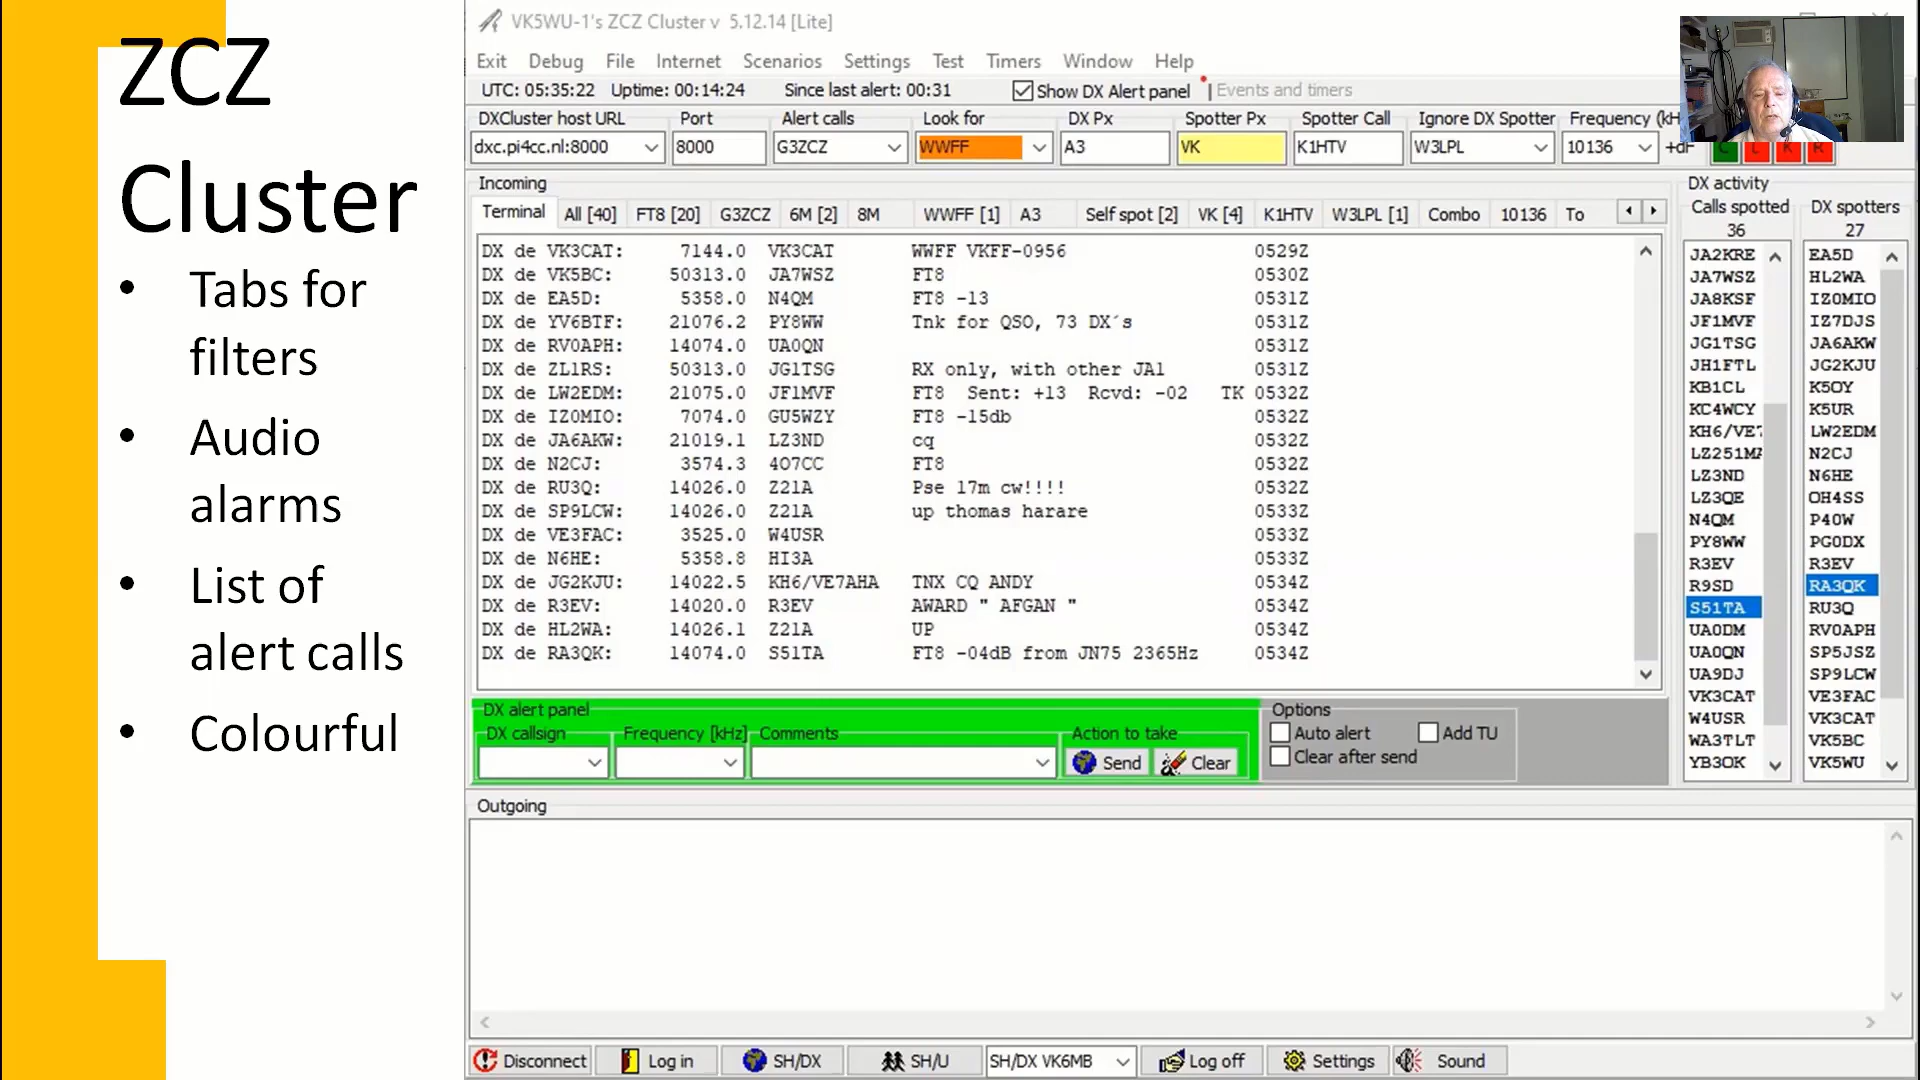 ZCZ
Cluster
• Tabs for
filters
• Audio
alarms
• List of
alert calls
• Colourful
VK5WU-1's ZCZ Cluster v 5.12.14 [Lite]
Exit Debug File Internet Scenarios Settings Test Timers Window Help
UTC: 05:35:22 Uptime: 00:14:24 Since last alert: 00:31 Show DX Alert panel Events and timers
DXCluster host URL Port Alert calls Look for DX Px Spotter Px Spotter Call Ignore DX Spotter Frequency (kH
dxc.pi4cc.nl:8000 8000 G3ZCZ WWFF A3 VK K1HTV W3LPL 10136 +dF C L K R
Incoming
Terminal All [40] FT8 [20] G3ZCZ 6M [2] 8M WWFF [1] A3 Self spot [2] VK [4] K1HTV W3LPL [1] Combo 10136 To
DX de VK3CAT: 7144.0 VK3CAT WWFF VKFF-0956 0529Z
DX de VK5BC: 50313.0 JA7WSZ FT8 0530Z
DX de EA5D: 5358.0 N4QM FT8 -13 0531Z
DX de YV6BTF: 21076.2 PY8WW Tnk for QSO, 73 DX´s 0531Z
DX de RV0APH: 14074.0 UA0QN 0531Z
DX de ZL1RS: 50313.0 JG1TSG RX only, with other JA1 0531Z
DX de LW2EDM: 21075.0 JF1MVF FT8 Sent: +13 Rcvd: -02 TK 0532Z
DX de IZ0MIO: 7074.0 GU5WZY FT8 -15db 0532Z
DX de JA6AKW: 21019.1 LZ3ND cq 0532Z
DX de N2CJ: 3574.3 4O7CC FT8 0532Z
DX de RU3Q: 14026.0 Z21A Pse 17m cw!!!! 0532Z
DX de SP9LCW: 14026.0 Z21A up thomas harare 0533Z
DX de VE3FAC: 3525.0 W4USR 0533Z
DX de N6HE: 5358.8 HI3A 0533Z
DX de JG2KJU: 14022.5 KH6/VE7AHA TNX CQ ANDY 0534Z
DX de R3EV: 14020.0 R3EV AWARD " AFGAN " 0534Z
DX de HL2WA: 14026.1 Z21A UP 0534Z
DX de RA3QK: 14074.0 S51TA FT8 -04dB from JN75 2365Hz 0534Z
DX activity
Calls spotted DX spotters
36 27
JA2KRE EA5D
JA7WSZ HL2WA
JA8KSF IZ0MIO
JF1MVF IZ7DJS
JG1TSG JA6AKW
JH1FTL JG2KJU
KB1CL K5OY
KC4WCY K5UR
KH6/VE7 LW2EDM
LZ251MA N2CJ
LZ3ND N6HE
LZ3QE OH4SS
N4QM P40W
PY8WW PG0DX
R3EV R3EV
R9SD RA3QK
S51TA RU3Q
UA0DM RV0APH
UA0QN SP5JSZ
UA9DJ SP9LCW
VK3CAT VE3FAC
W4USR VK3CAT
WA3TLT VK5BC
YB3OK VK5WU
DX alert panel
DX callsign Frequency [kHz] Comments Action to take
Send Clear
Options
Auto alert Add TU
Clear after send
Outgoing
Disconnect Log in SH/DX SH/U SH/DX VK6MB Log off Settings Sound